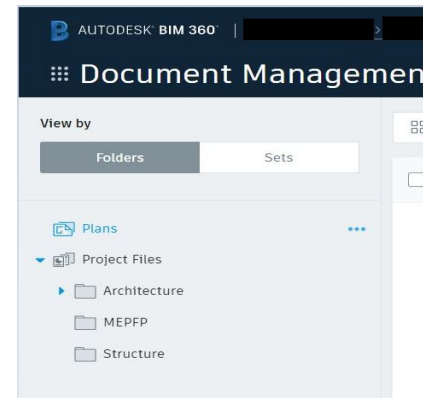 AUTODESK® BIM 360® | >
Document Managemen
View by
Folders Sets
Plans
Project Files
Architecture
MEPFP
Structure